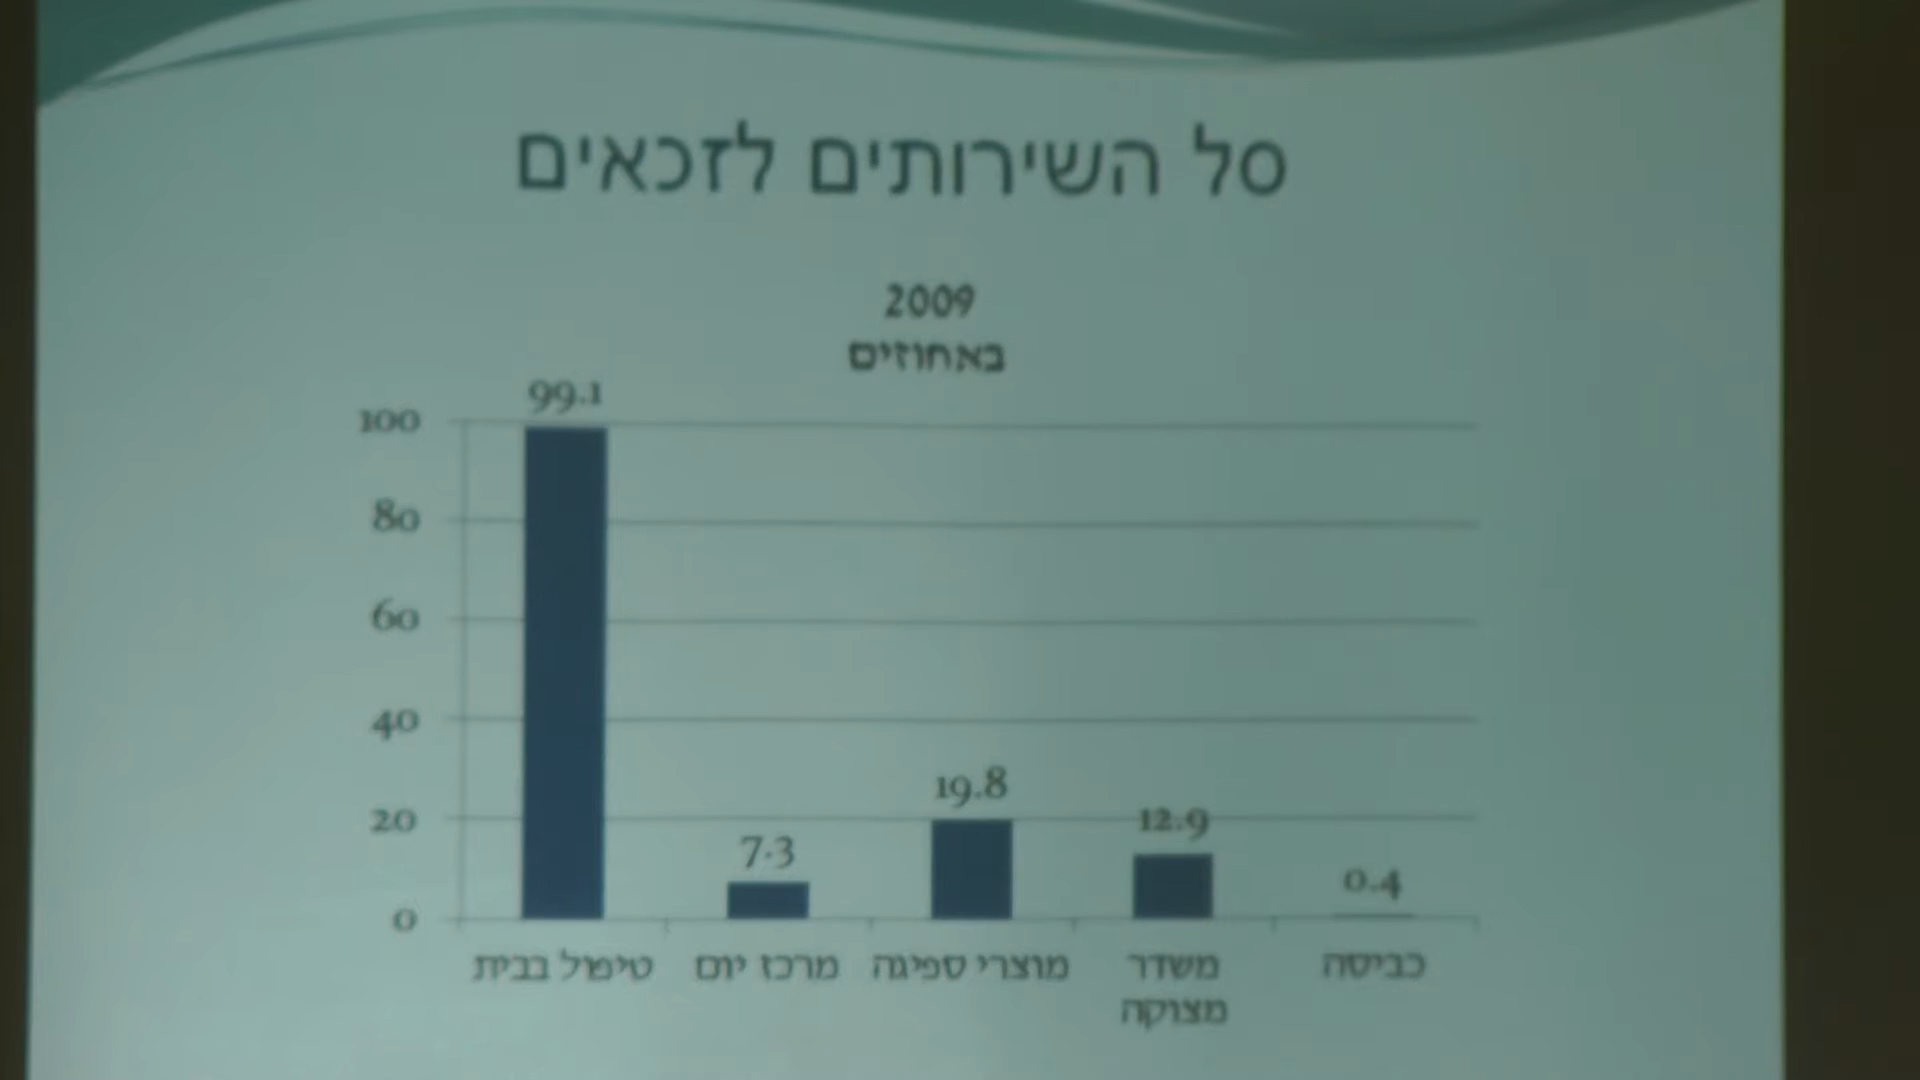 סל השירותים לזכאים
2009
באחוזים
99.1
100
80
60
40
20
0
7.3
19.8
12.9
0.4
טיפול בבית
מרכז יום
מוצרי ספיגה
משדר
מצוקה
כביסה